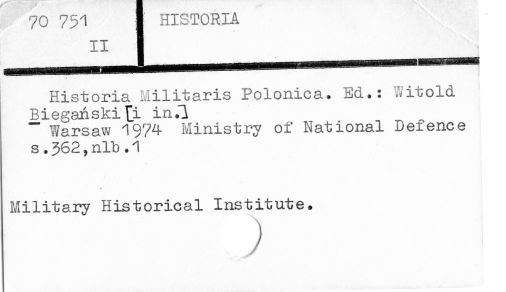 70 751
II
HISTORIA
Historia Militaris Polonica. Ed.: Witold
Biegański[i in.]
Warsaw 1974 Ministry of National Defence
s.362,nlb.1
Military Historical Institute.